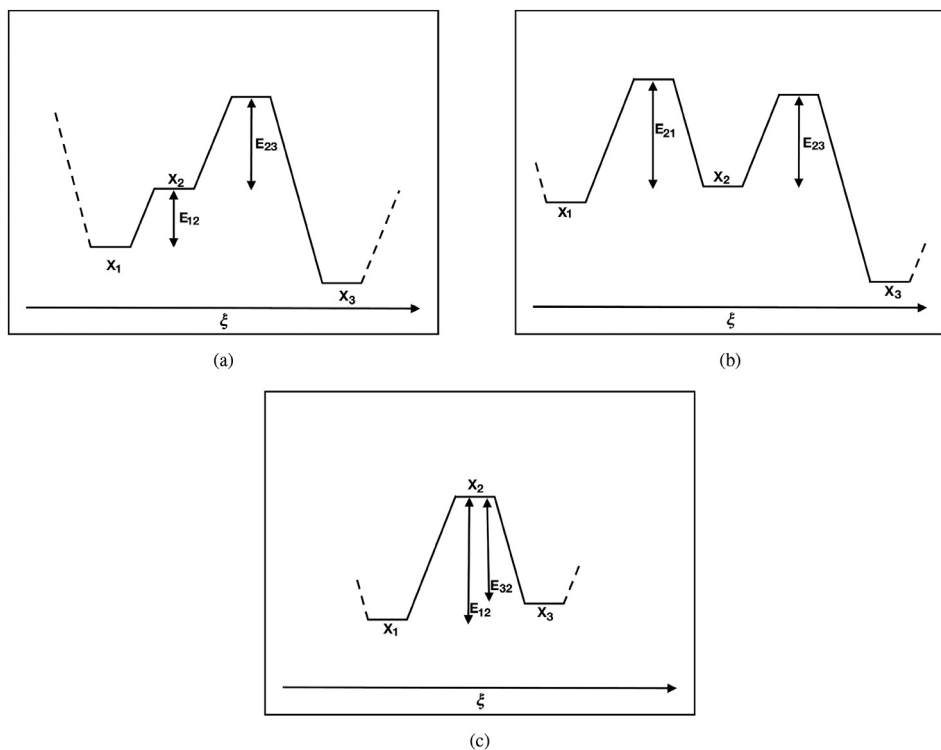 X₂
E₂₃
E₁₂
X₁
X₃
ξ
(a)
E₂₁
E₂₃
X₂
X₁
X₃
ξ
(b)
X₂
E₃₂
E₁₂
X₁
X₃
ξ
(c)